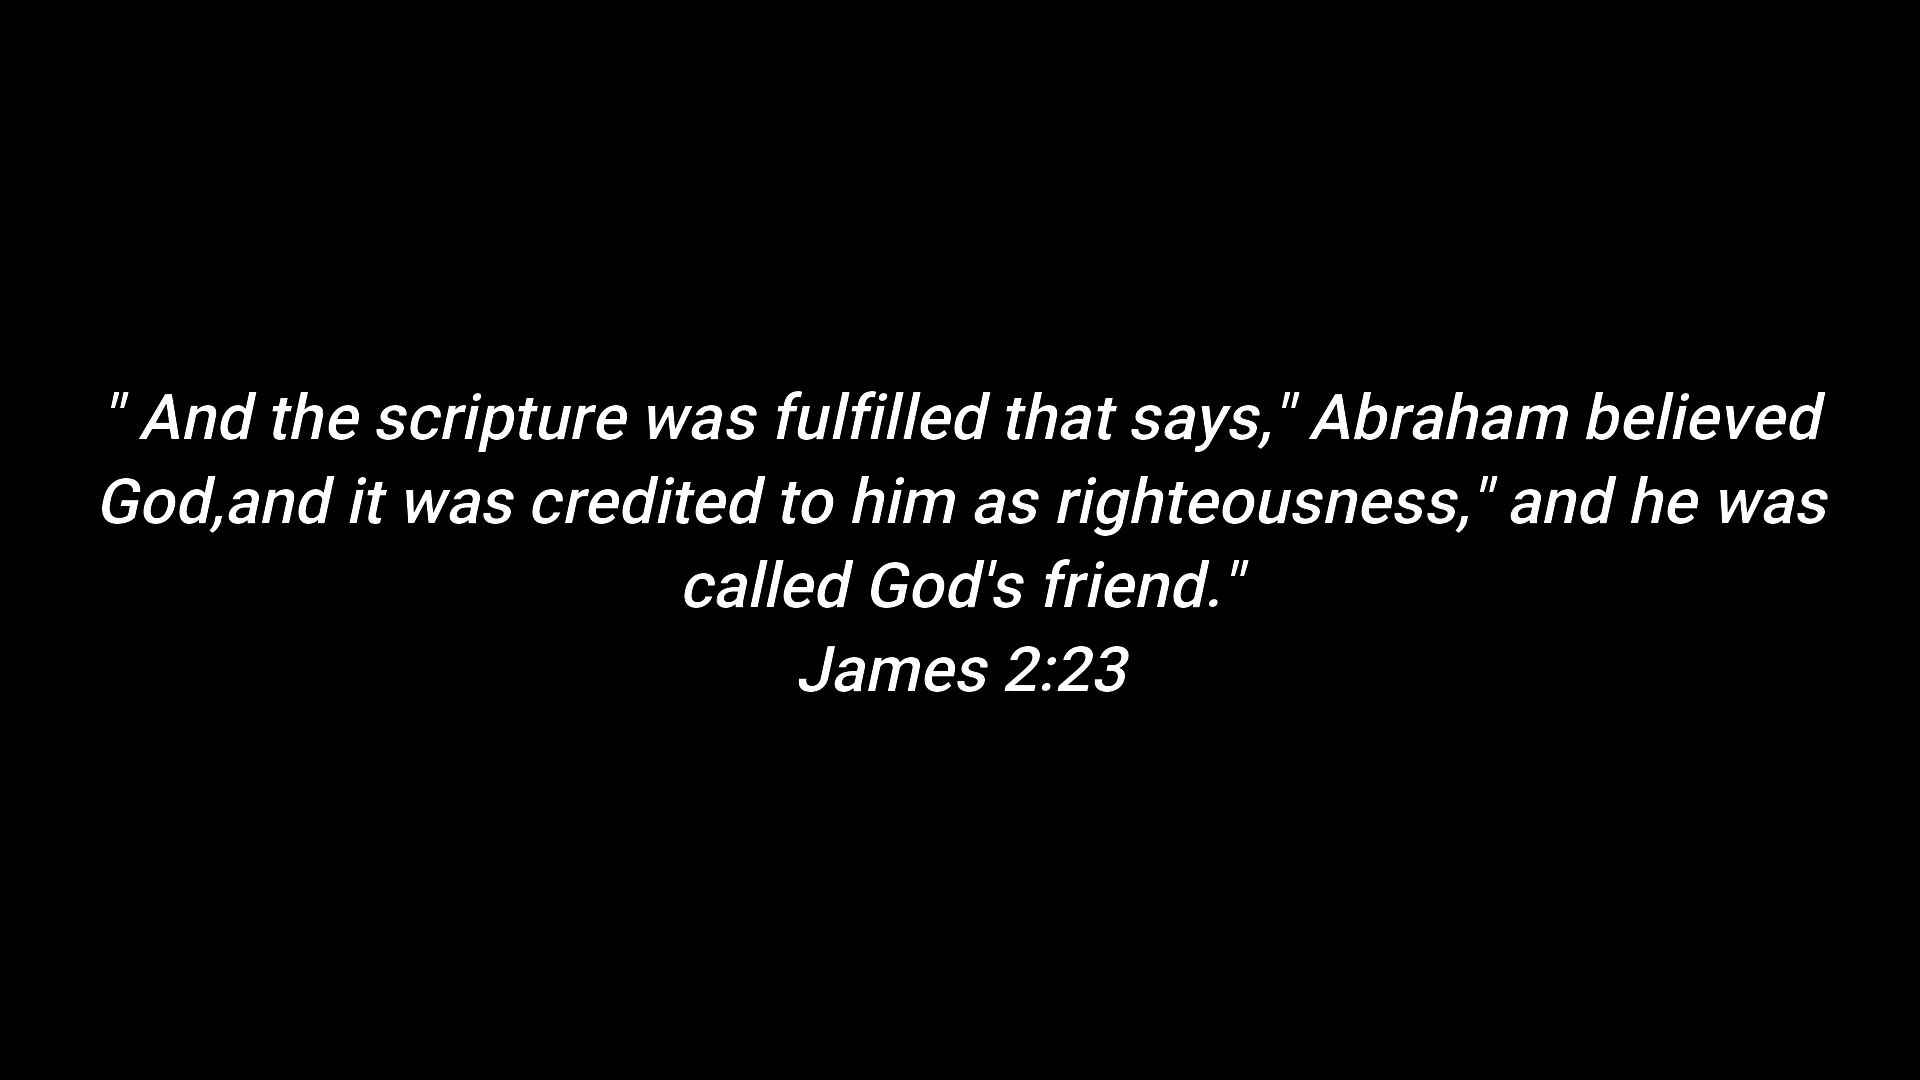 " And the scripture was fulfilled that says," Abraham believed
God,and it was credited to him as righteousness," and he was
called God's friend."
James 2:23